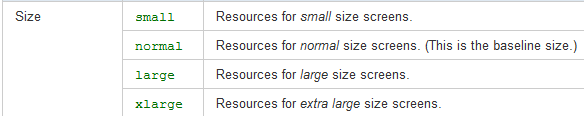 Size small Resources for small size screens.
normal Resources for normal size screens. (This is the baseline size.)
large Resources for large size screens.
xlarge Resources for extra large size screens.